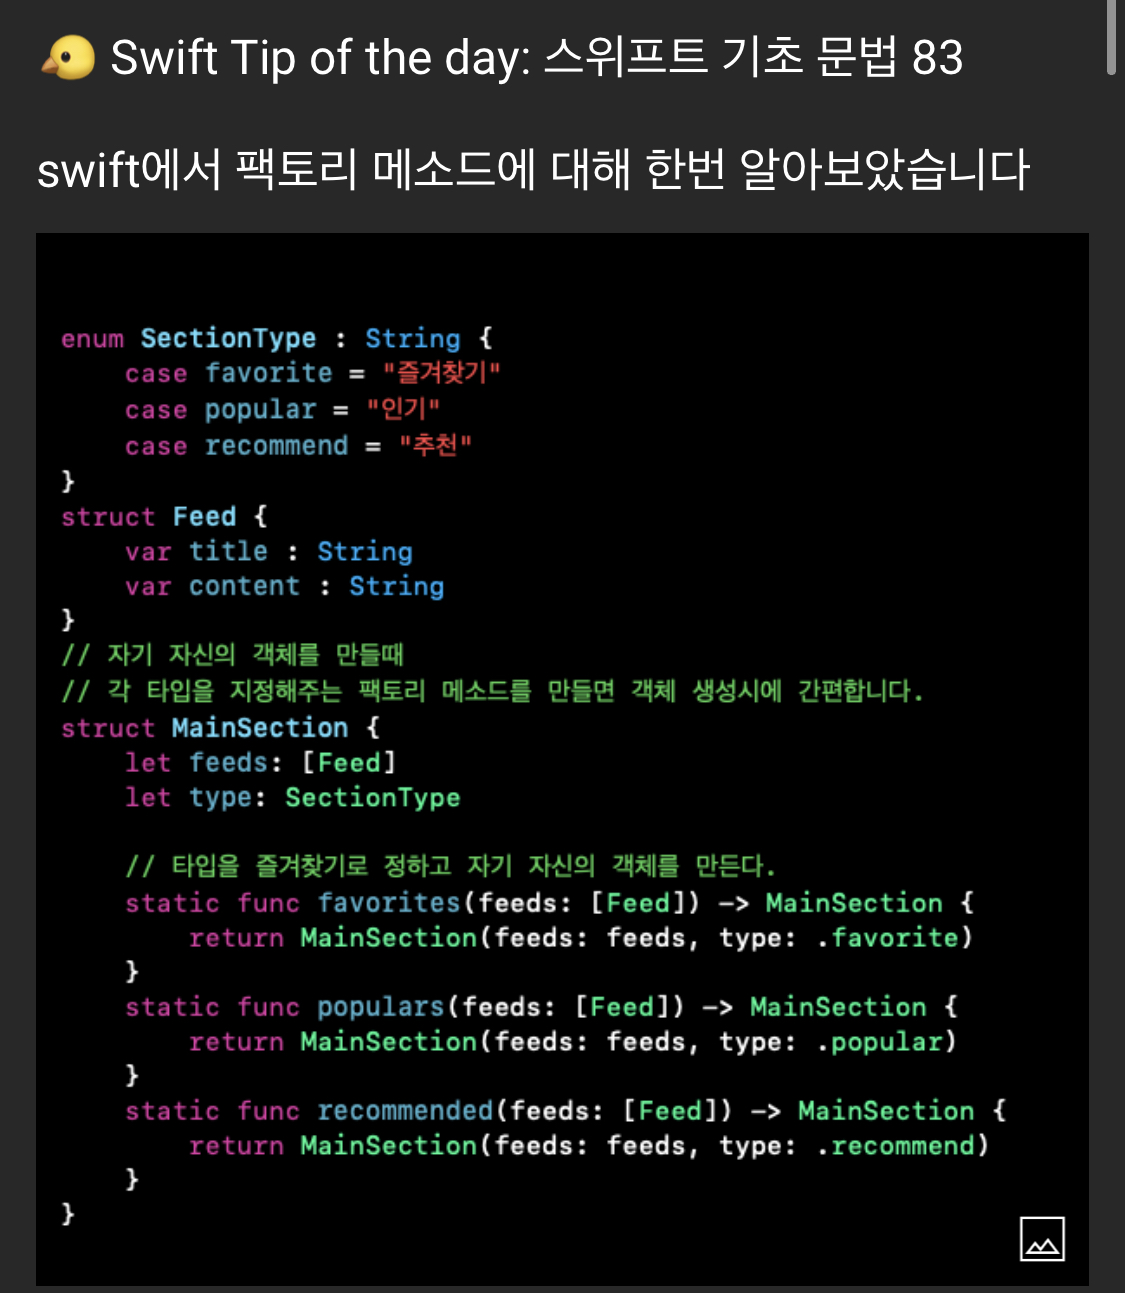 🐤 Swift Tip of the day: 스위프트 기초 문법 83
swift에서 팩토리 메소드에 대해 한번 알아보았습니다
enum SectionType : String {
    case favorite = "즐겨찾기"
    case popular = "인기"
    case recommend = "추천"
}
struct Feed {
    var title : String
    var content : String
}
// 자기 자신의 객체를 만들때
// 각 타입을 지정해주는 팩토리 메소드를 만들면 객체 생성시에 간편합니다.
struct MainSection {
    let feeds: [Feed]
    let type: SectionType
    // 타입을 즐겨찾기로 정하고 자기 자신의 객체를 만든다.
    static func favorites(feeds: [Feed]) -> MainSection {
        return MainSection(feeds: feeds, type: .favorite)
    }
    static func populars(feeds: [Feed]) -> MainSection {
        return MainSection(feeds: feeds, type: .popular)
    }
    static func recommended(feeds: [Feed]) -> MainSection {
        return MainSection(feeds: feeds, type: .recommend)
    }
}